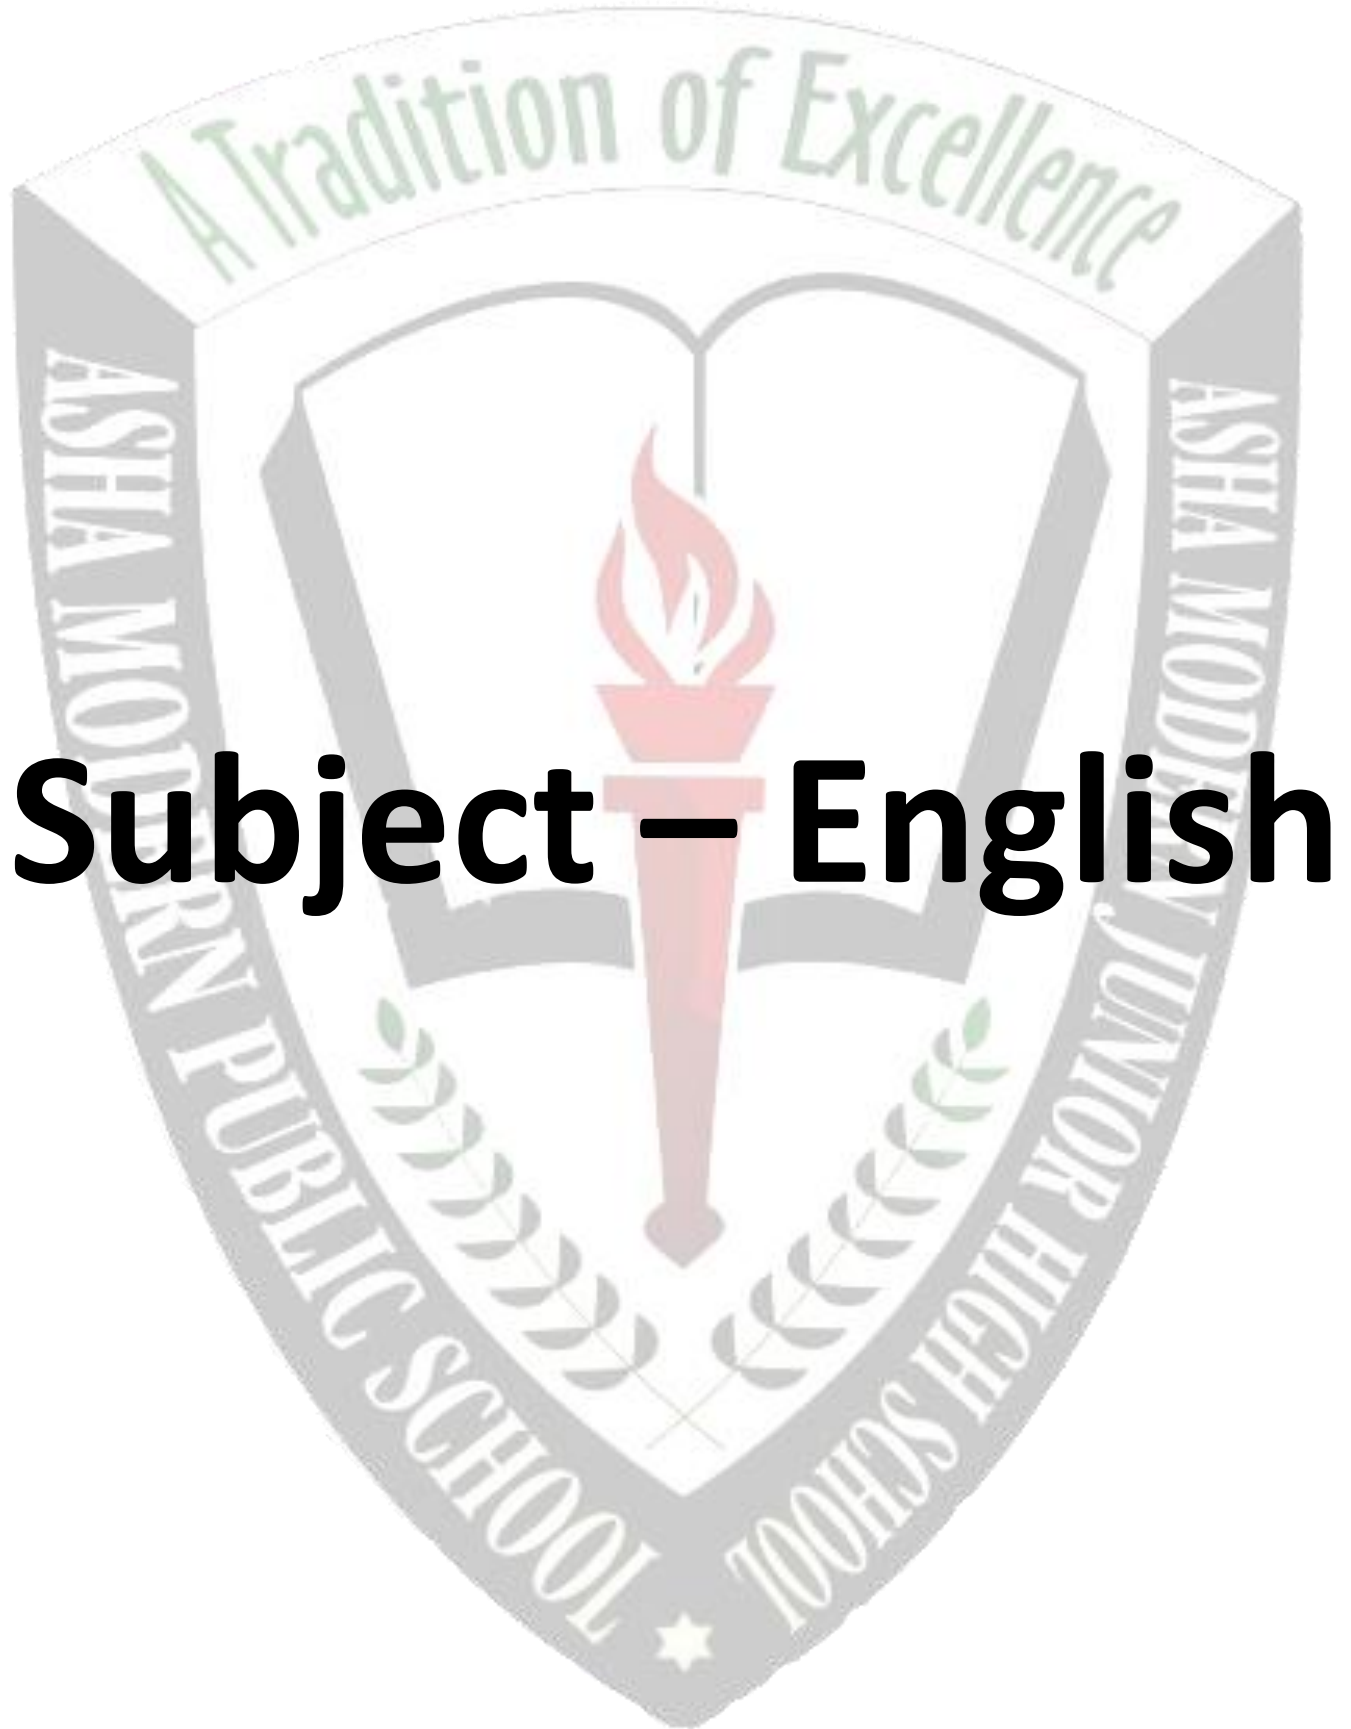 A Tradition of Excellence
Subject – English
ASHA MODERN PUBLIC SCHOOL
ASHA MODERN JUNIOR HIGH SCHOOL